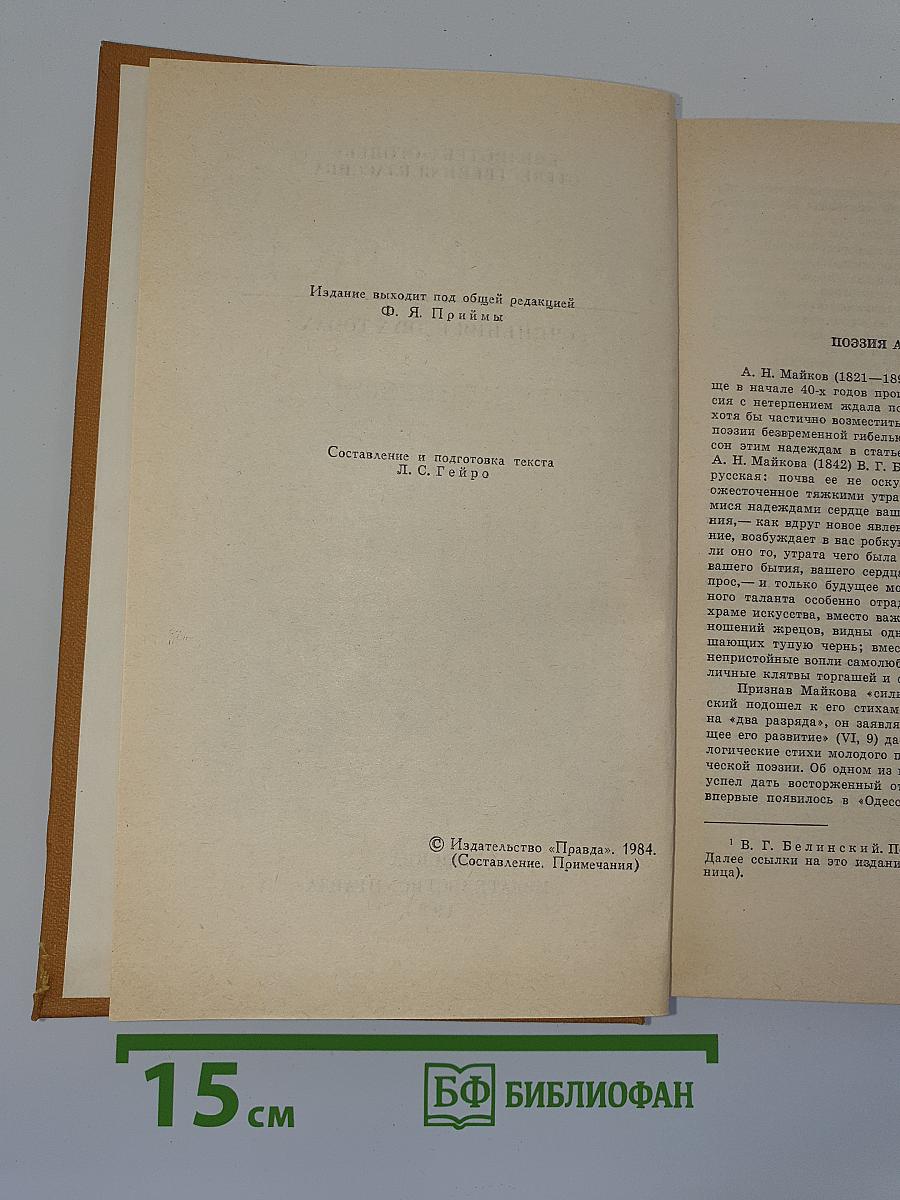 Издание выходит под общей редакцией
Ф. Я. Приймы
Составление и подготовка текста
Л. С. Гейро
© Издательство «Правда». 1984.
(Составление. Примечания)
ПОЭЗИЯ А
А. Н. Майков (1821—189
ще в начале 40-х годов
сия с нетерпением ждала
хотя бы частично возместить
поэзии безвременной гибелью
сон этим надеждам в статье
А. Н. Майкова (1842) В. Г. Б
русская: почва ее не
ожесточенное тяжкими
мися надеждами сердце
ния,— как вдруг новое
ние, возбуждает в вас
ли оно то, утрата чего была
вашего бытия, вашего
прос,— и только будущее
ного таланта особенно
храме искусства, вместо
ношений жрецов, видны
шающих тупую чернь;
непристойные вопли
личные клятвы торгашей и
Признав Майкова
ский подошел к его стихам
на «два разряда», он
щее его развитие» (VI, 9)
логические стихи молодого
ческой поэзии. Об одном из
успел дать восторженный
впервые появилось в
¹ В. Г. Белинский.
Далее ссылки на это
ница).
15 см
БФ БИБЛИОФАН